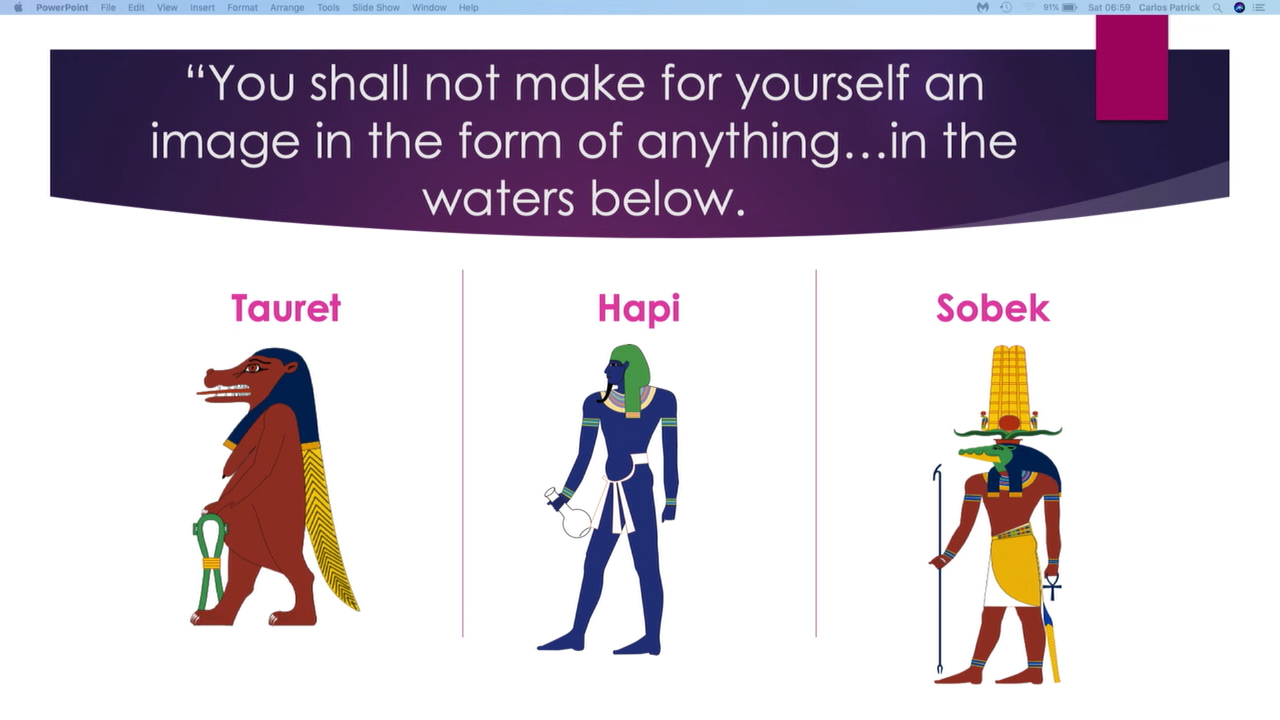 PowerPoint File Edit View Insert Format Arrange Tools Slide Show Window Help 91% Sat 06:59 Carlos Patrick
“You shall not make for yourself an
image in the form of anything…in the
waters below.
Tauret Hapi Sobek